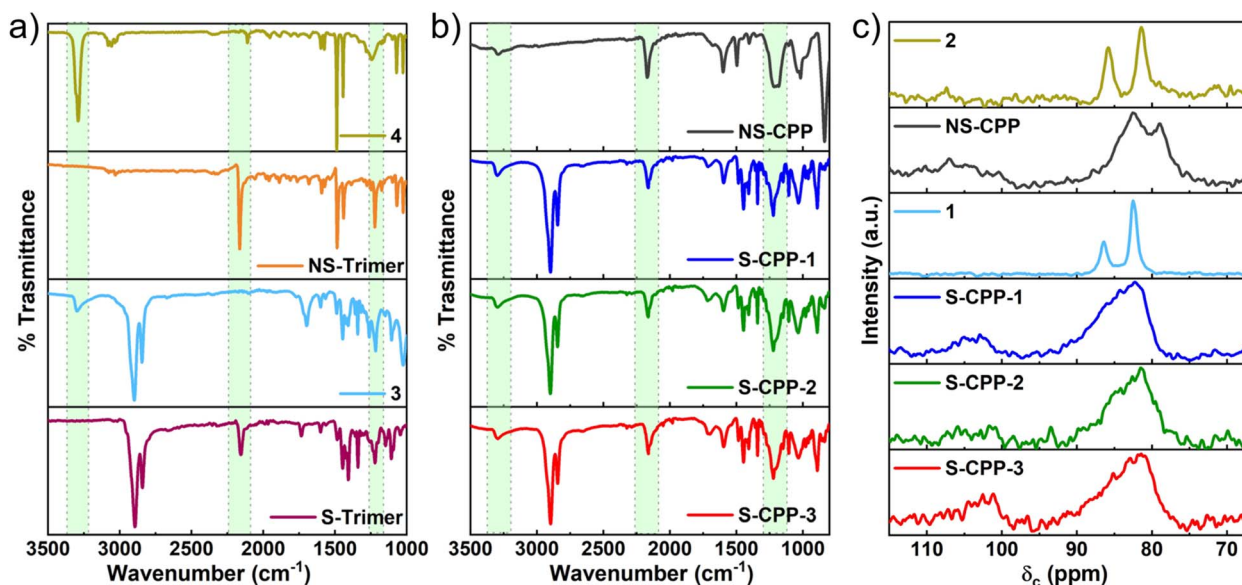 a)
% Trasmittance
4
NS-Trimer
3
S-Trimer
3500 3000 2500 2000 1500 1000
Wavenumber (cm⁻¹)
b)
% Trasmittance
NS-CPP
S-CPP-1
S-CPP-2
S-CPP-3
3500 3000 2500 2000 1500 1000
Wavenumber (cm⁻¹)
c)
Intensity (a.u.)
2
NS-CPP
1
S-CPP-1
S-CPP-2
S-CPP-3
110 100 90 80 70
δc (ppm)